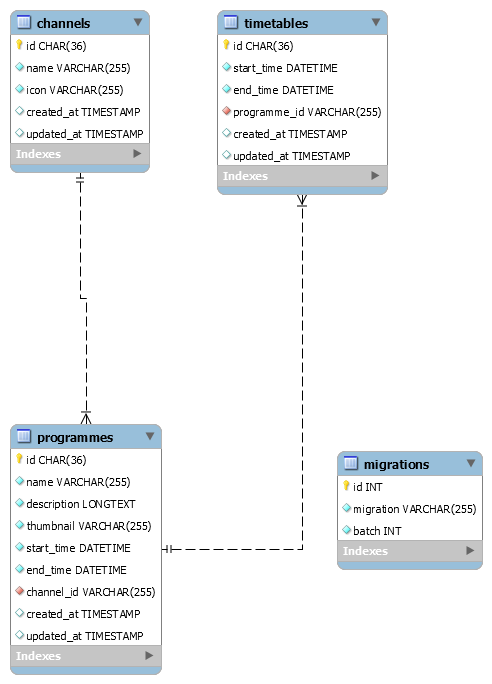 channels
id CHAR(36)
name VARCHAR(255)
icon VARCHAR(255)
created_at TIMESTAMP
updated_at TIMESTAMP
Indexes
timetables
id CHAR(36)
start_time DATETIME
end_time DATETIME
programme_id VARCHAR(255)
created_at TIMESTAMP
updated_at TIMESTAMP
Indexes
programmes
id CHAR(36)
name VARCHAR(255)
description LONGTEXT
thumbnail VARCHAR(255)
start_time DATETIME
end_time DATETIME
channel_id VARCHAR(255)
created_at TIMESTAMP
updated_at TIMESTAMP
Indexes
migrations
id INT
migration VARCHAR(255)
batch INT
Indexes